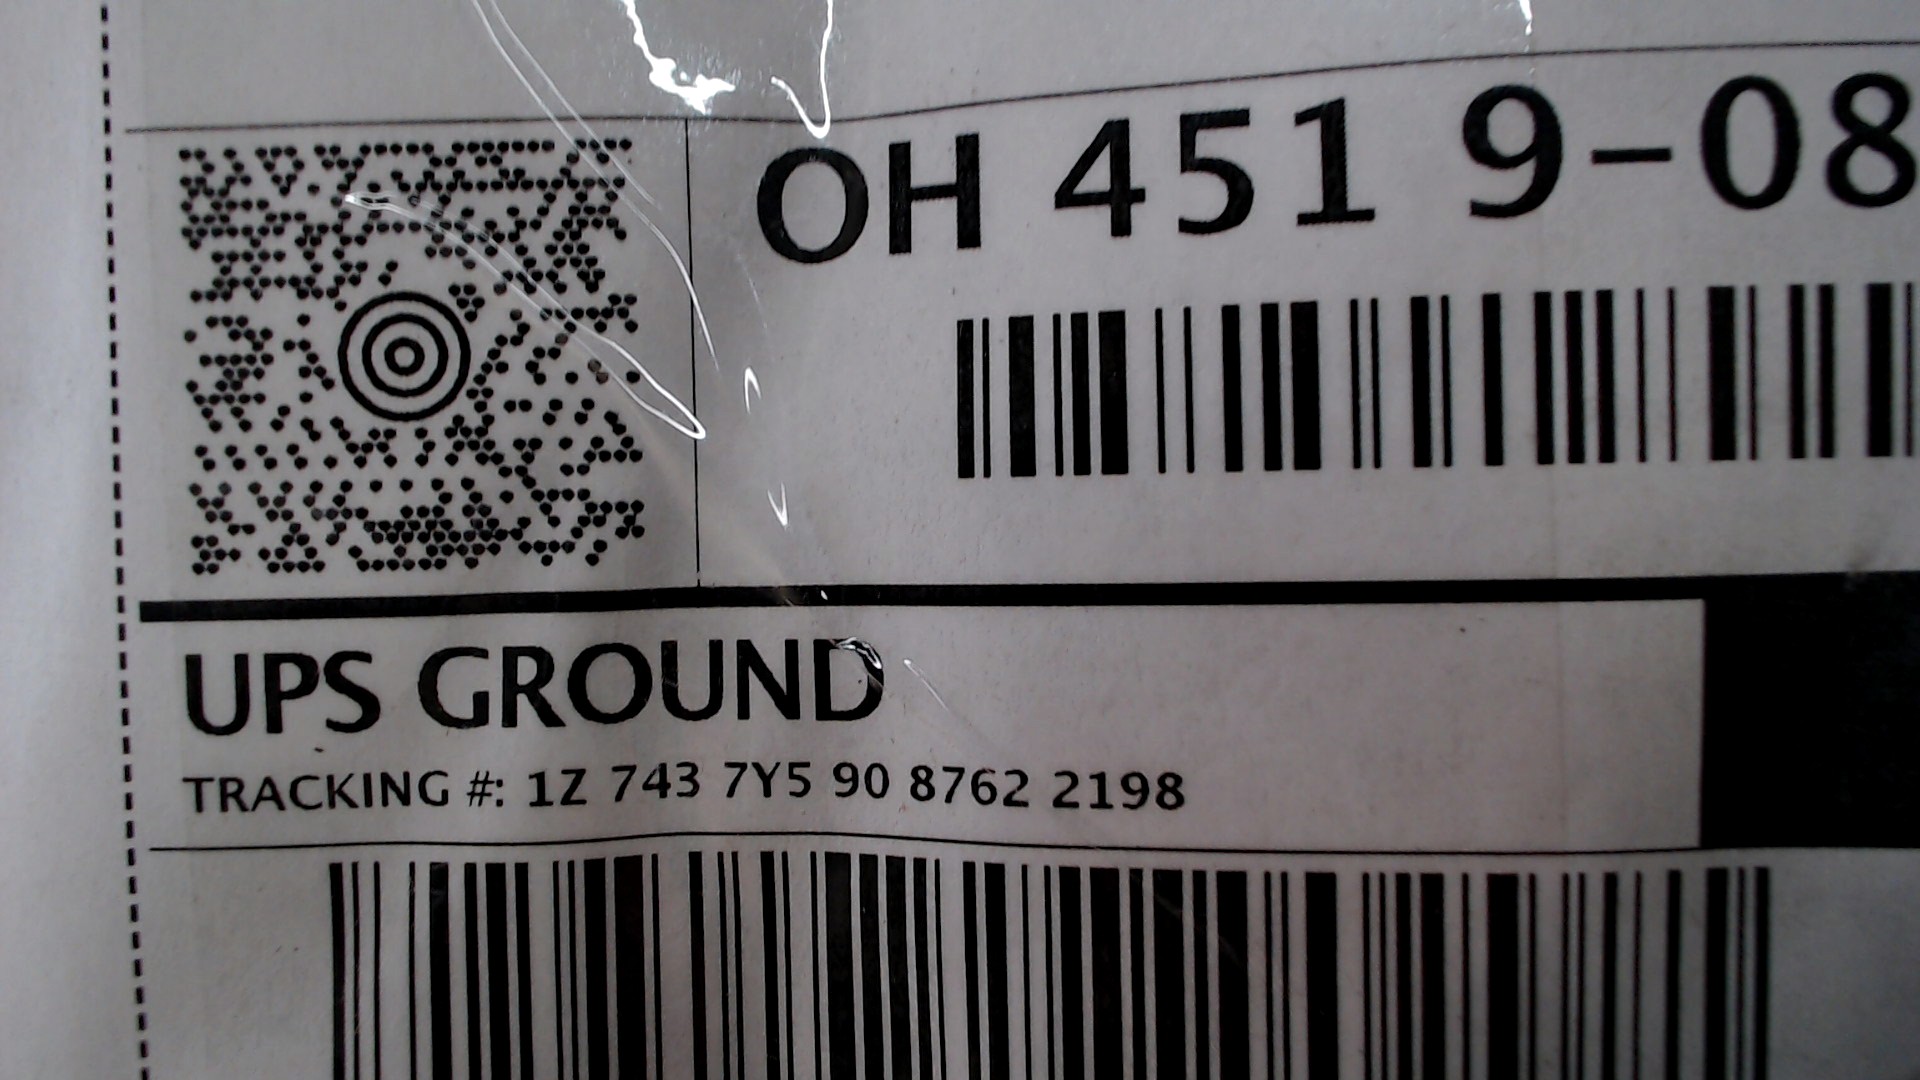 OH 451 9-08
UPS GROUND
TRACKING #: 1Z 743 7Y5 90 8762 2198